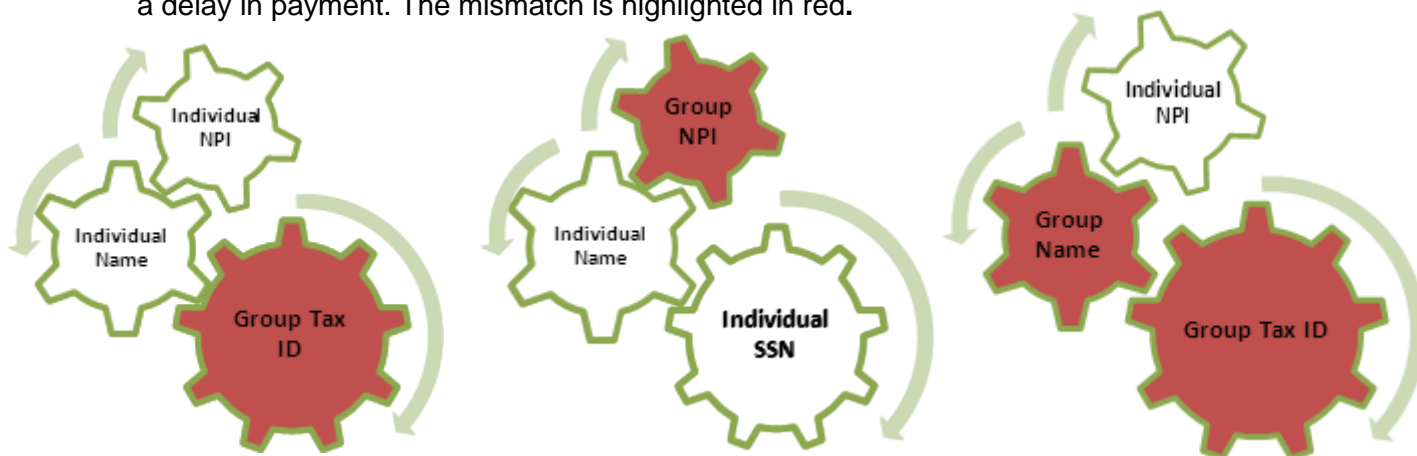 a delay in payment. The mismatch is highlighted in red.
Individual
NPI
Individual
Name
Group Tax
ID
Group
NPI
Individual
Name
Individual
SSN
Individual
NPI
Group
Name
Group Tax ID